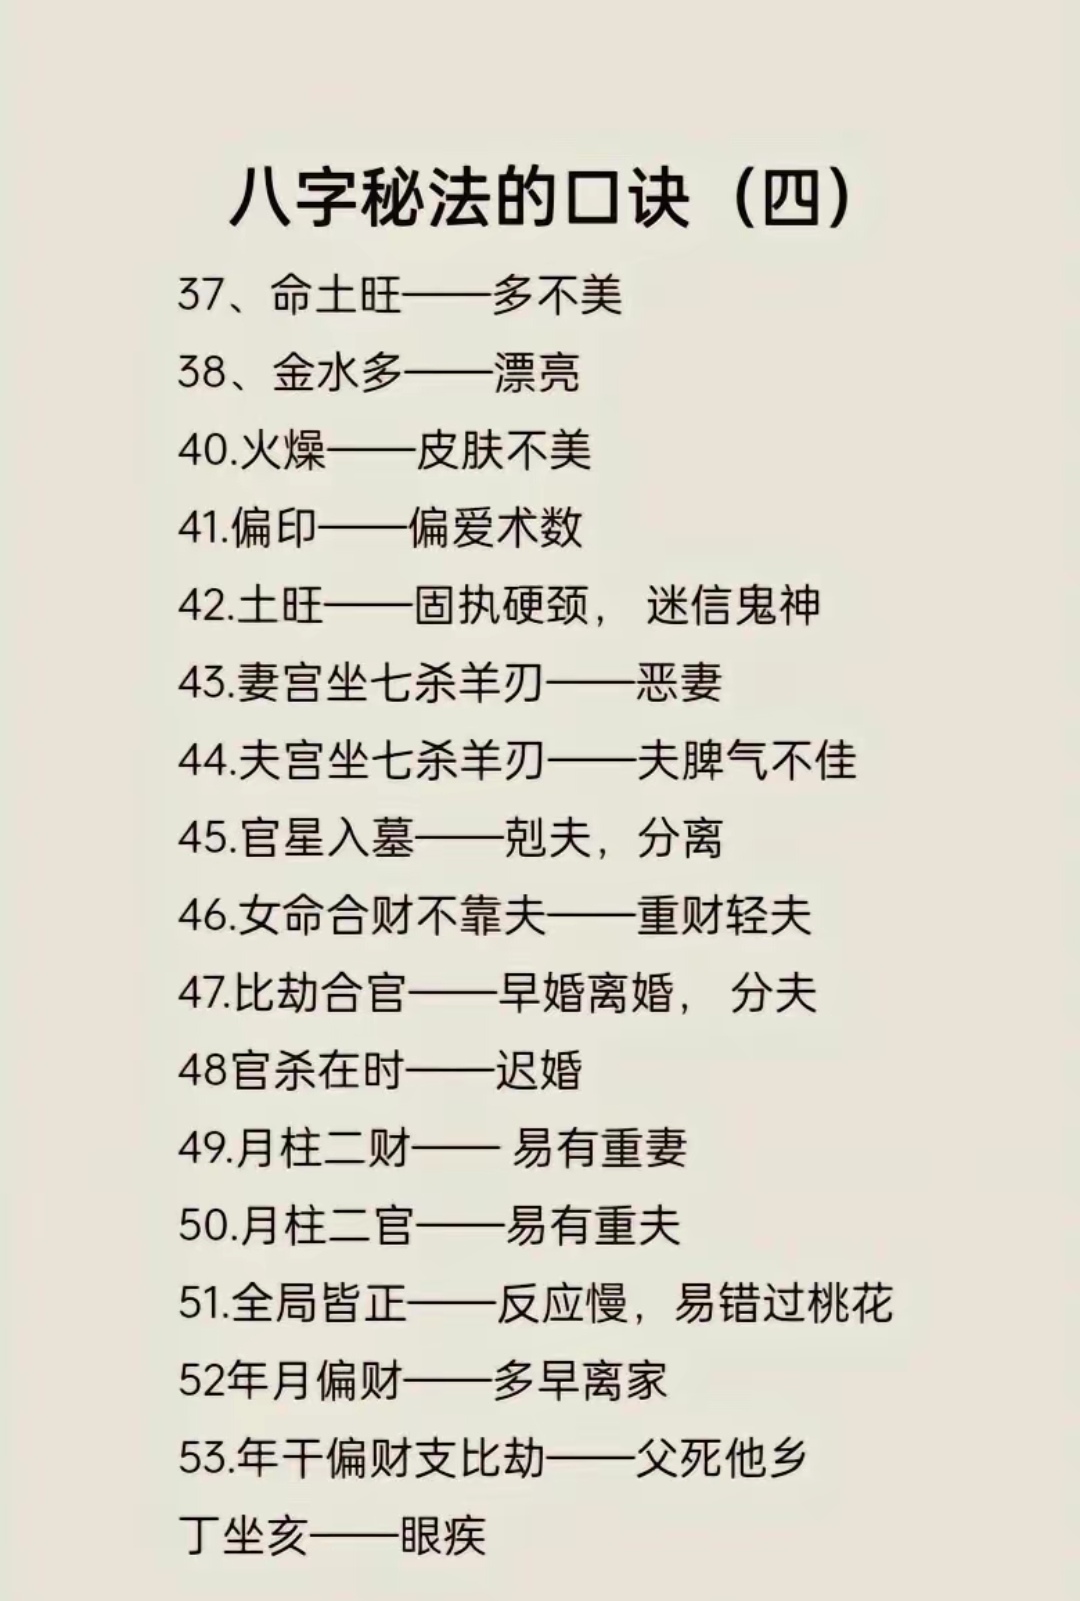 八字秘法的口诀（四）
37、命土旺——多不美
38、金水多——漂亮
40.火燥——皮肤不美
41.偏印——偏爱术数
42.土旺——固执硬颈， 迷信鬼神
43.妻宫坐七杀羊刃——恶妻
44.夫宫坐七杀羊刃——夫脾气不佳
45.官星入墓——剋夫，分离
46.女命合财不靠夫——重财轻夫
47.比劫合官——早婚离婚， 分夫
48官杀在时——迟婚
49.月柱二财—— 易有重妻
50.月柱二官——易有重夫
51.全局皆正——反应慢，易错过桃花
52年月偏财——多早离家
53.年干偏财支比劫——父死他乡
丁坐亥——眼疾